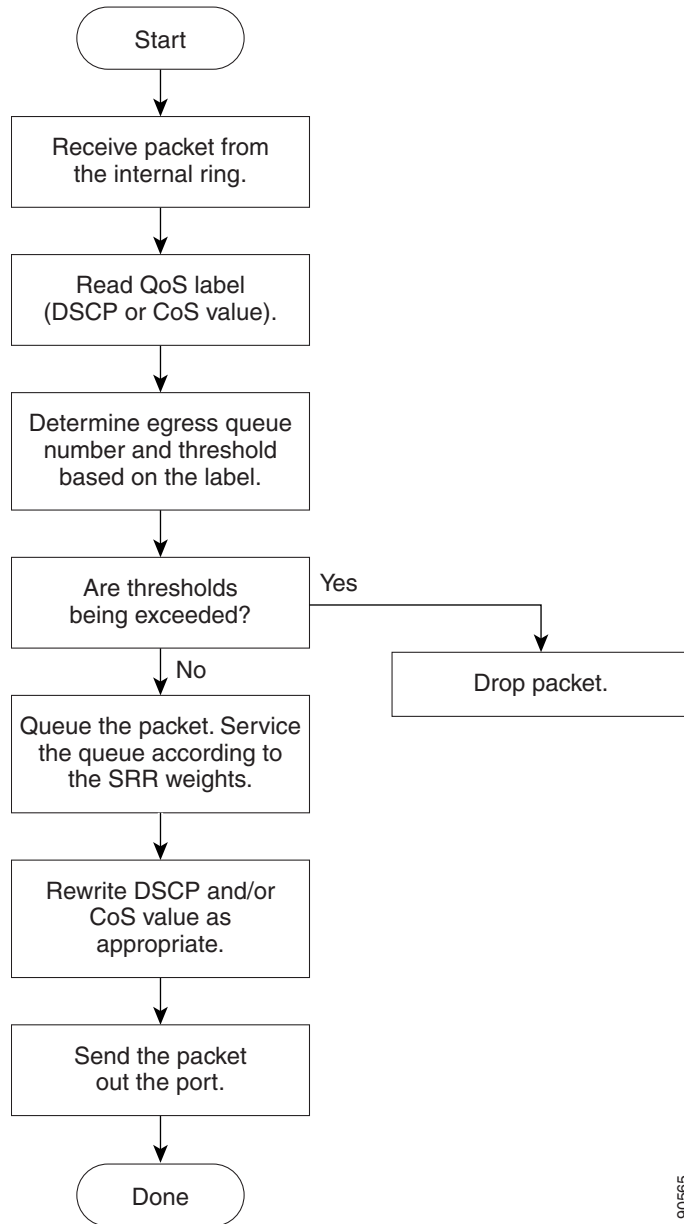 Start
Receive packet from
the internal ring.
Read QoS label
(DSCP or CoS value).
Determine egress queue
number and threshold
based on the label.
Are thresholds
being exceeded?
Yes
No
Drop packet.
Queue the packet. Service
the queue according to
the SRR weights.
Rewrite DSCP and/or
CoS value as
appropriate.
Send the packet
out the port.
Done
90565